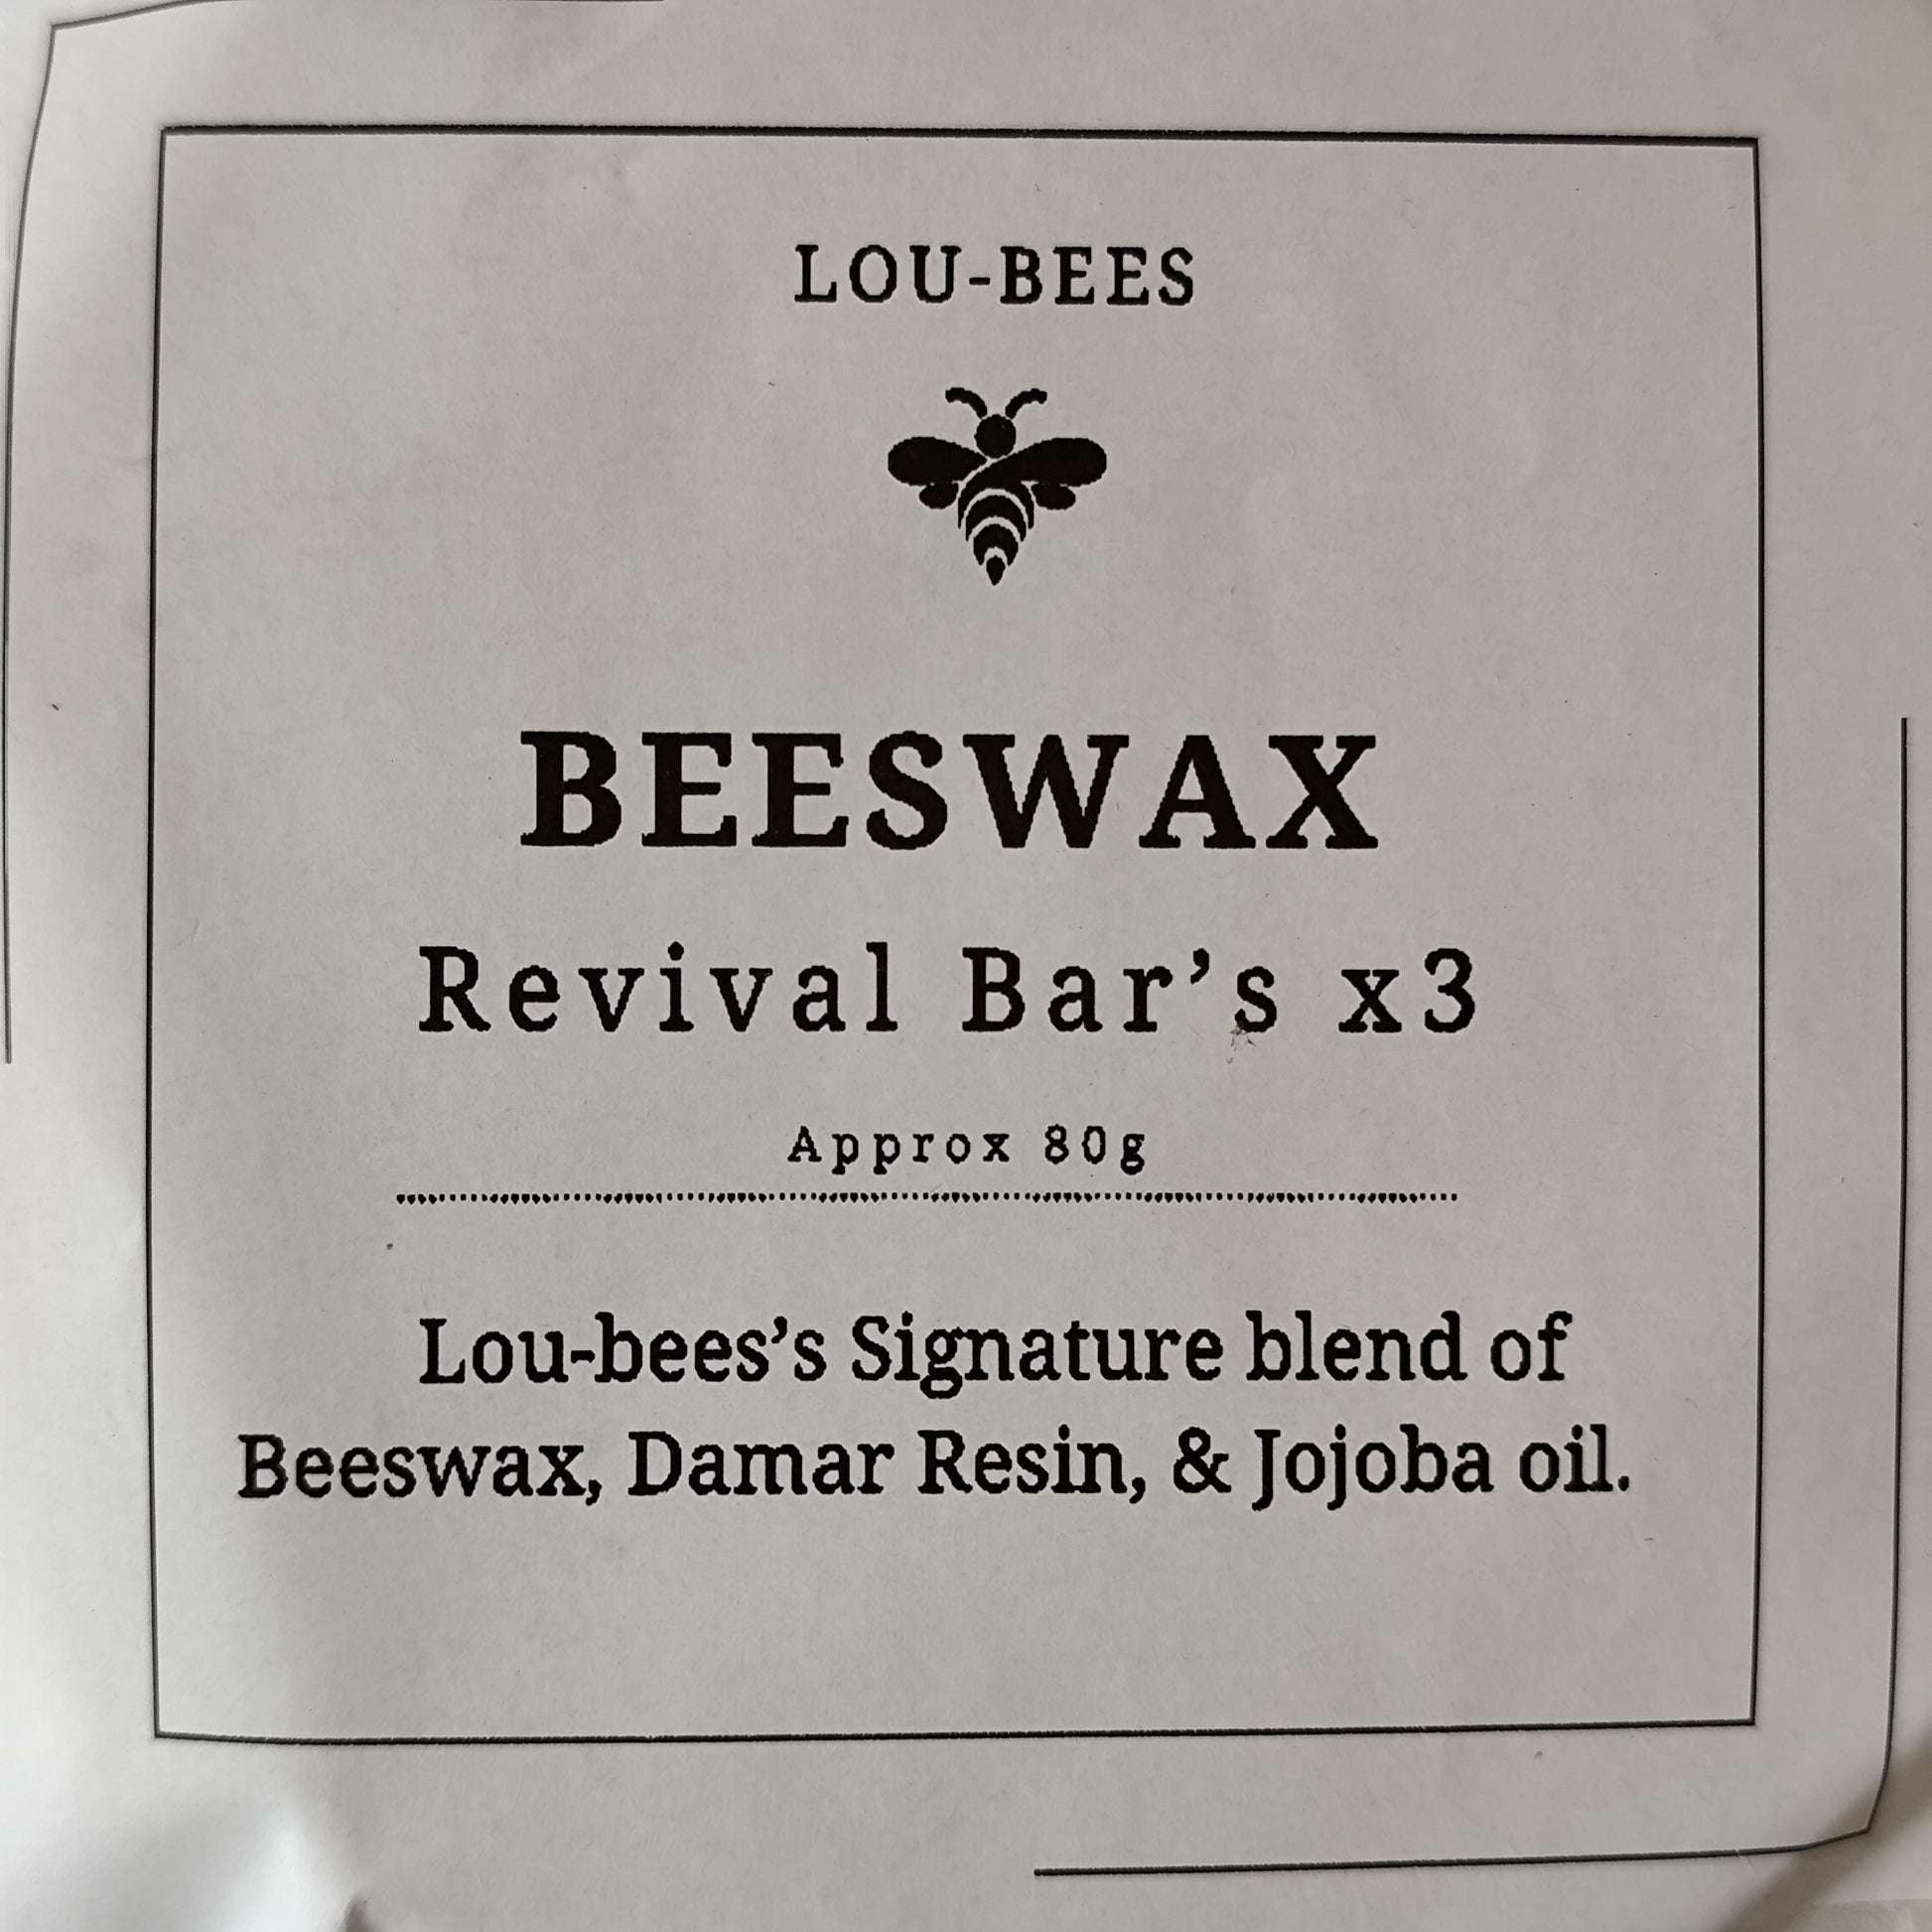 LOU-BEES
BEESWAX
Revival Bar’s x3
Approx 80g
Lou-bees’s Signature blend of
Beeswax, Damar Resin, & Jojoba oil.